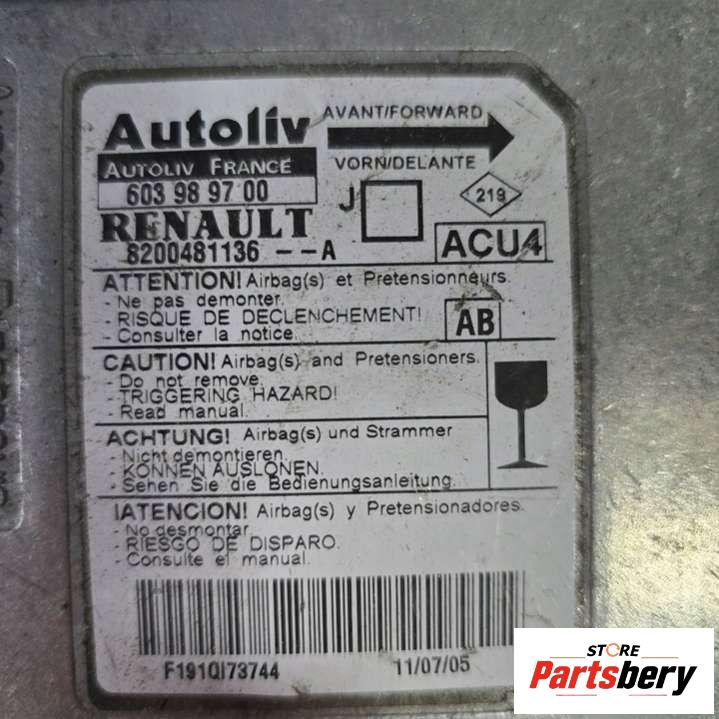 Autoliv
AVANT/FORWARD
AUTOLIV FRANCE
VORN/DELANTE
603 98 97 00
J
219
RENAULT
8200481136 --A
ACU4
ATTENTION! Airbag(s) et Pretensionneurs.
- Ne pas demonter.
- RISQUE DE DECLENCHEMENT!
- Consulter la notice.
AB
CAUTION! Airbag(s) and Pretensioners.
- Do not remove.
- TRIGGERING HAZARD!
- Read manual.
ACHTUNG! Airbag(s) und Strammer
- Nicht demontieren.
- KONNEN AUSLONEN.
- Sehen Sie die Bedienungsanleitung.
IATENCION! Airbag(s) y Pretensionadores.
- No desmontar.
- RIESGO DE DISPARO.
- Consulte el manual.
F191QI73744
11/07/05
STORE
Partsbery